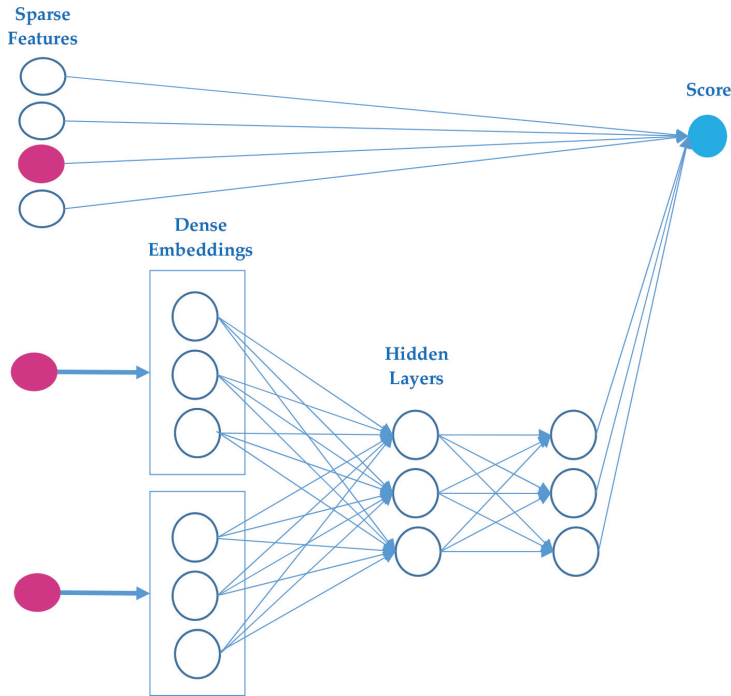 Sparse
Features
Score
Dense
Embeddings
Hidden
Layers